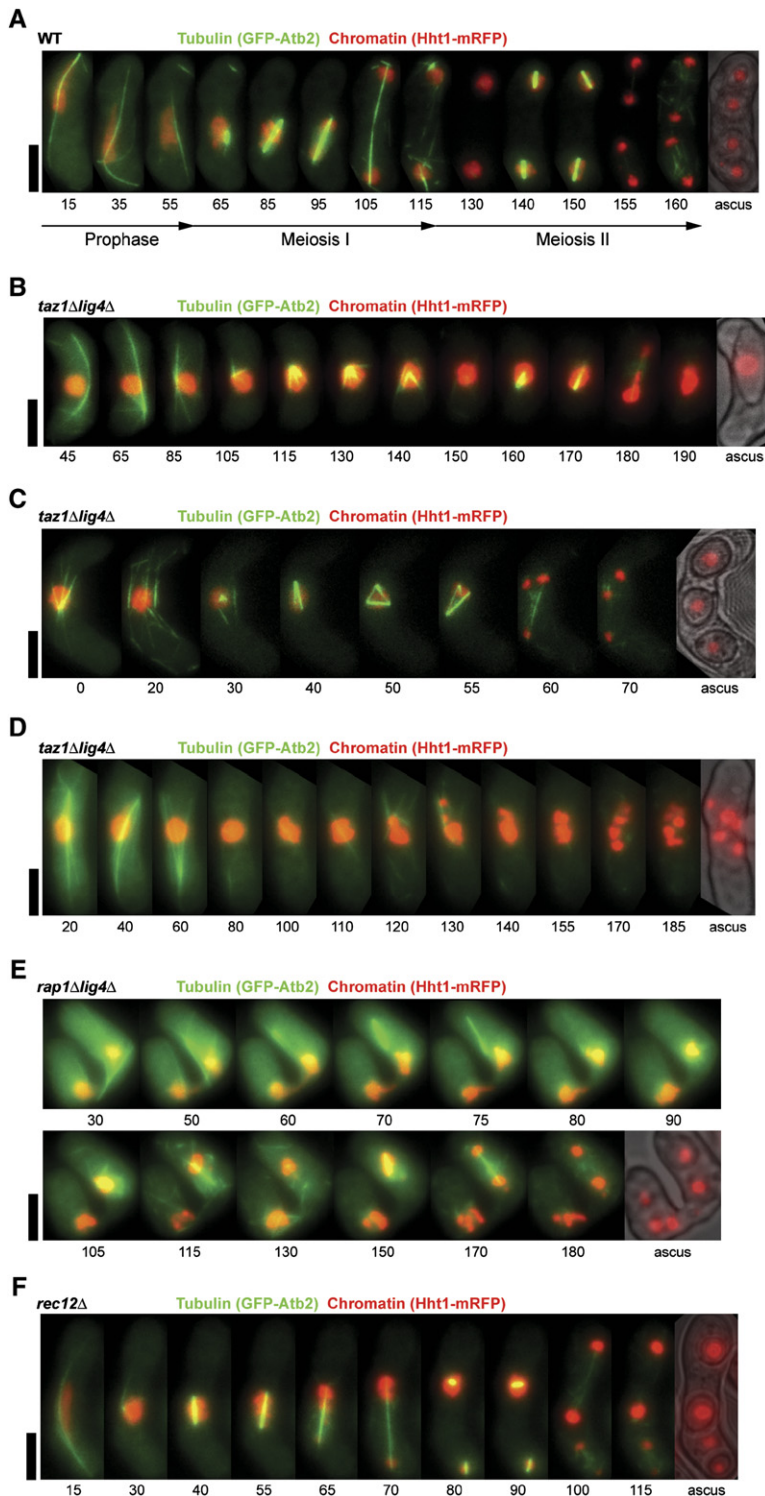 A
WT Tubulin (GFP-Atb2) Chromatin (Hht1-mRFP)
15 35 55 65 85 95 105 115 130 140 150 155 160 ascus
Prophase Meiosis I Meiosis II
B
taz1Δlig4Δ Tubulin (GFP-Atb2) Chromatin (Hht1-mRFP)
45 65 85 105 115 130 140 150 160 170 180 190 ascus
C
taz1Δlig4Δ Tubulin (GFP-Atb2) Chromatin (Hht1-mRFP)
0 20 30 40 50 55 60 70 ascus
D
taz1Δlig4Δ Tubulin (GFP-Atb2) Chromatin (Hht1-mRFP)
20 40 60 80 100 110 120 130 140 155 170 185 ascus
E
rap1Δlig4Δ Tubulin (GFP-Atb2) Chromatin (Hht1-mRFP)
30 50 60 70 75 80 90
105 115 130 150 170 180 ascus
F
rec12Δ Tubulin (GFP-Atb2) Chromatin (Hht1-mRFP)
15 30 40 55 65 70 80 90 100 115 ascus